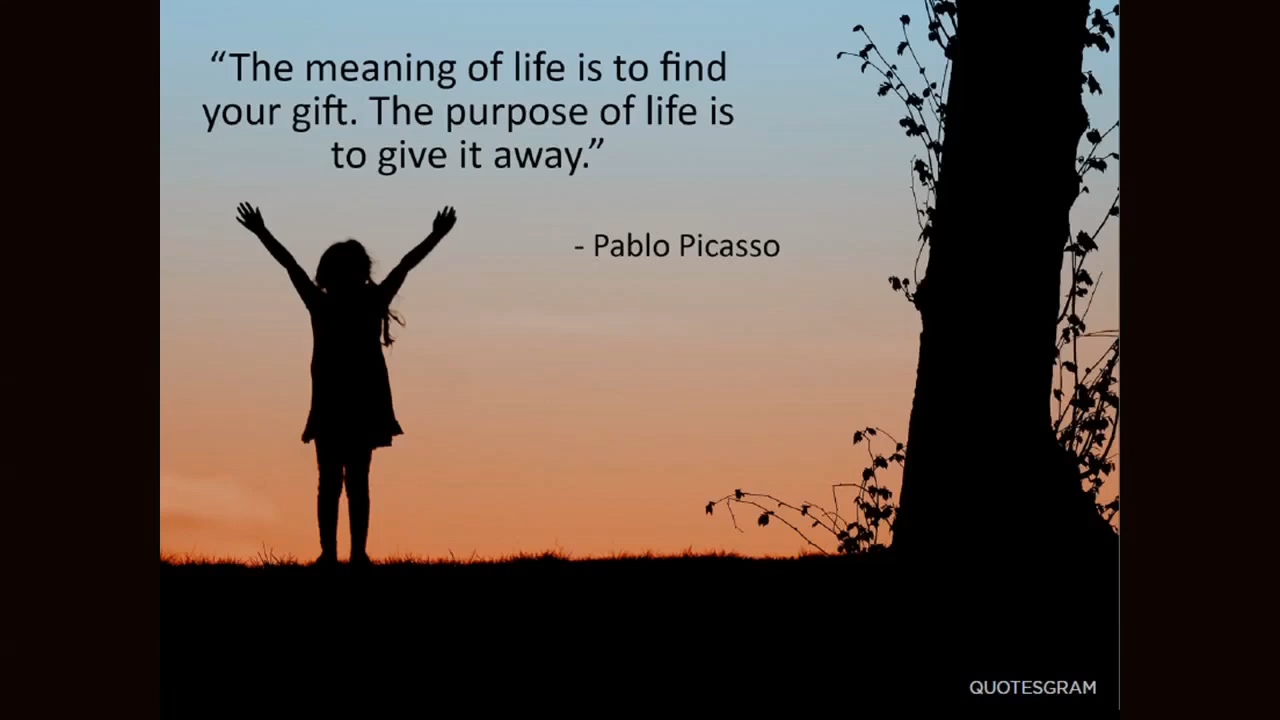 “The meaning of life is to find
your gift. The purpose of life is
to give it away.”
- Pablo Picasso
QUOTESGRAM